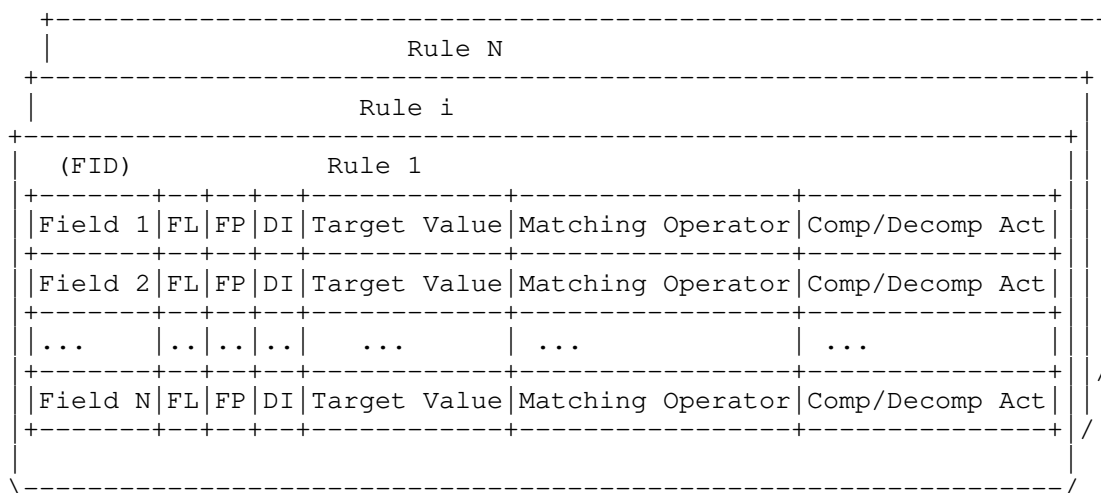 Rule N
Rule i
(FID) Rule 1
Field 1|FL|FP|DI|Target Value|Matching Operator|Comp/Decomp Act
Field 2|FL|FP|DI|Target Value|Matching Operator|Comp/Decomp Act
...|..|..|..|...|...|...
Field N|FL|FP|DI|Target Value|Matching Operator|Comp/Decomp Act